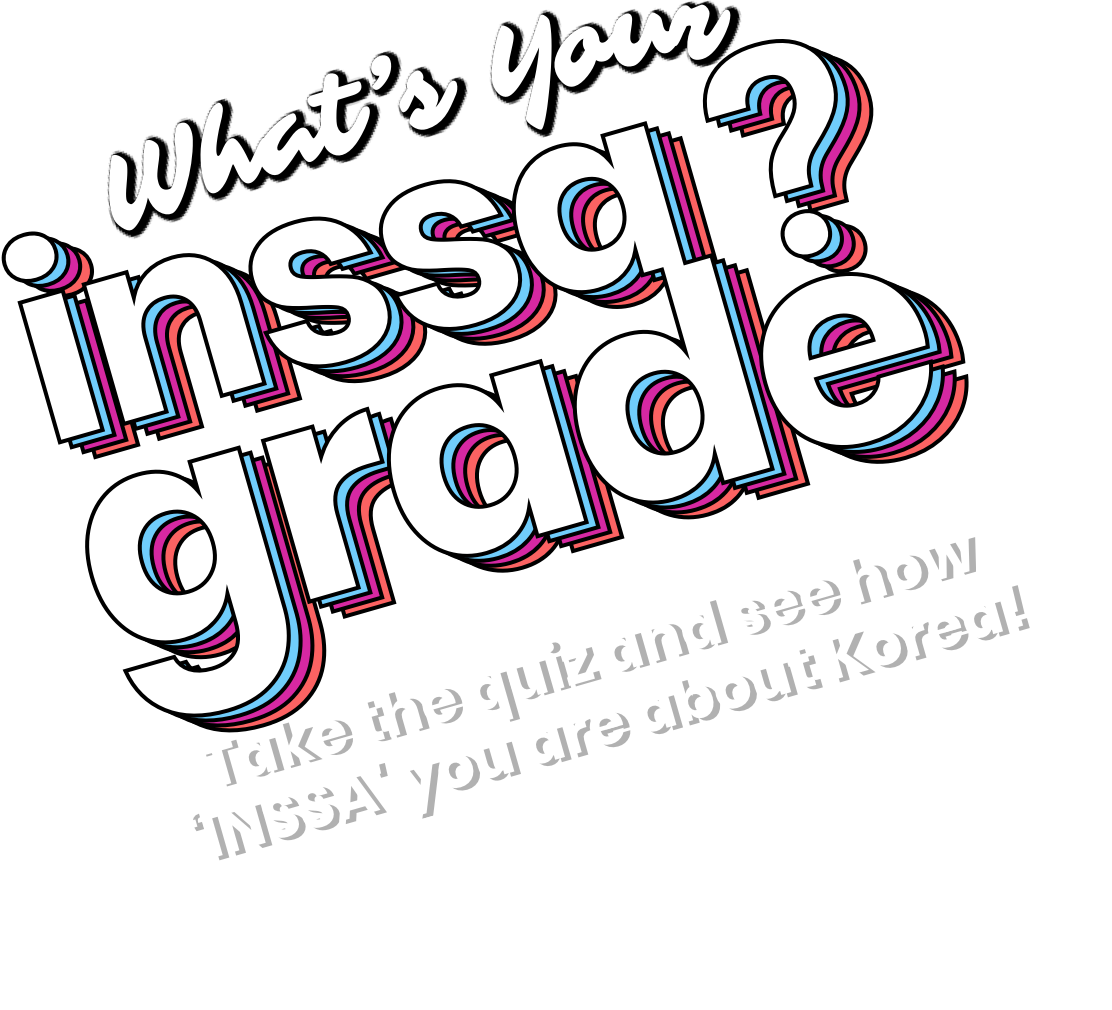 What's Your
inssa ?
grade
Take the quiz and see how
‘INSSA' you are about Korea!